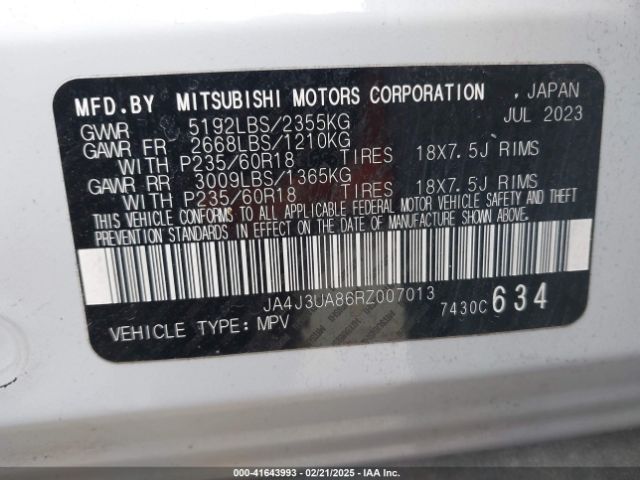 MFD.BY MITSUBISHI MOTORS CORPORATION , JAPAN
GVWR 5192LBS/2355KG JUL 2023
GAWR FR 2668LBS/1210KG
WITH P235/60R18 TIRES 18X7.5J RIMS
GAWR RR 3009LBS/1365KG
WITH P235/60R18 TIRES 18X7.5J RIMS
THIS VEHICLE CONFORMS TO ALL APPLICABLE FEDERAL MOTOR VEHICLE SAFETY AND THEFT
PREVENTION STANDARDS IN EFFECT ON THE DATE OF MANUFACTURE SHOWN ABOVE.
JA4J3UA86RZ007013
7430C 634
VEHICLE TYPE: MPV
00-41643993 - 02/21/2025 - IAAI.COM